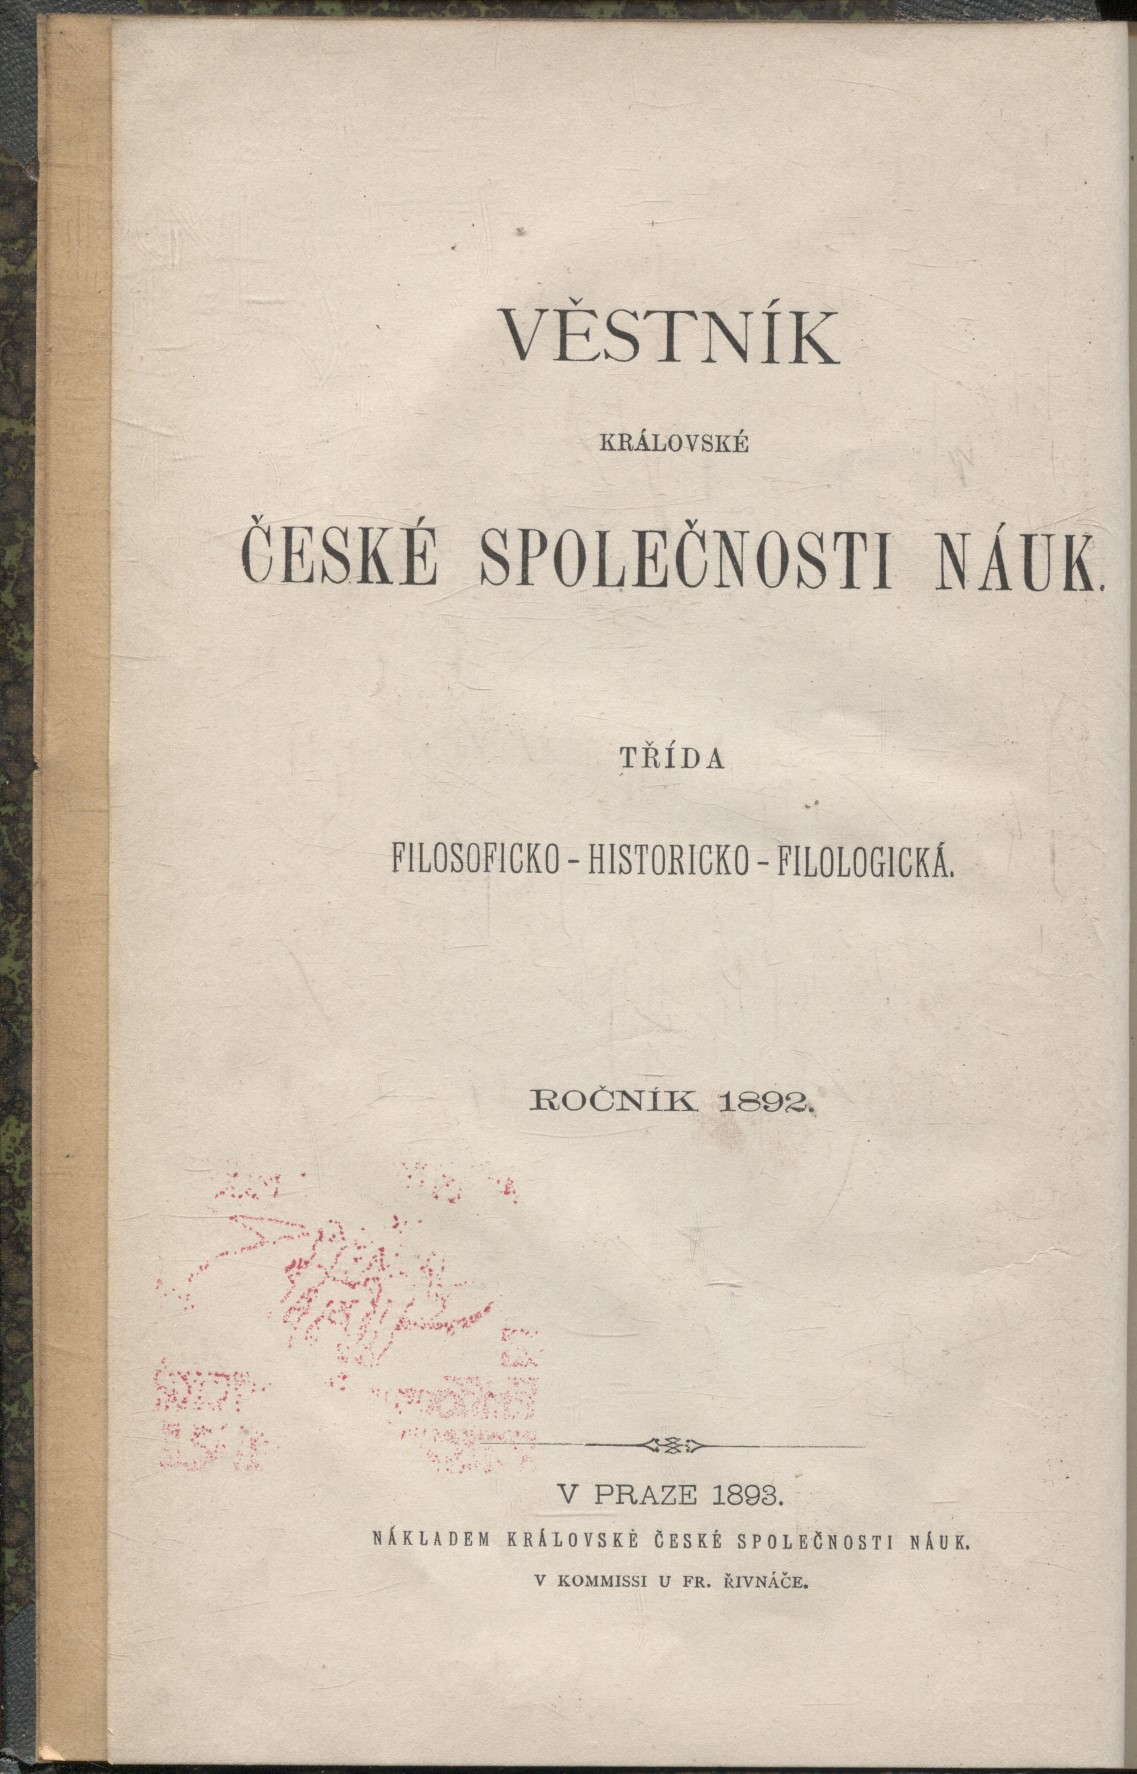 VĚSTNÍK
KRÁLOVSKÉ
ČESKÉ SPOLEČNOSTI NÁUK.
TŘÍDA
FILOSOFICKO - HISTORICKO - FILOLOGICKÁ.
ROČNÍK 1892.
V PRAZE 1893.
NÁKLADEM KRÁLOVSKÉ ČESKÉ SPOLEČNOSTI NÁUK.
V KOMMISSI U FR. ŘIVNÁČE.